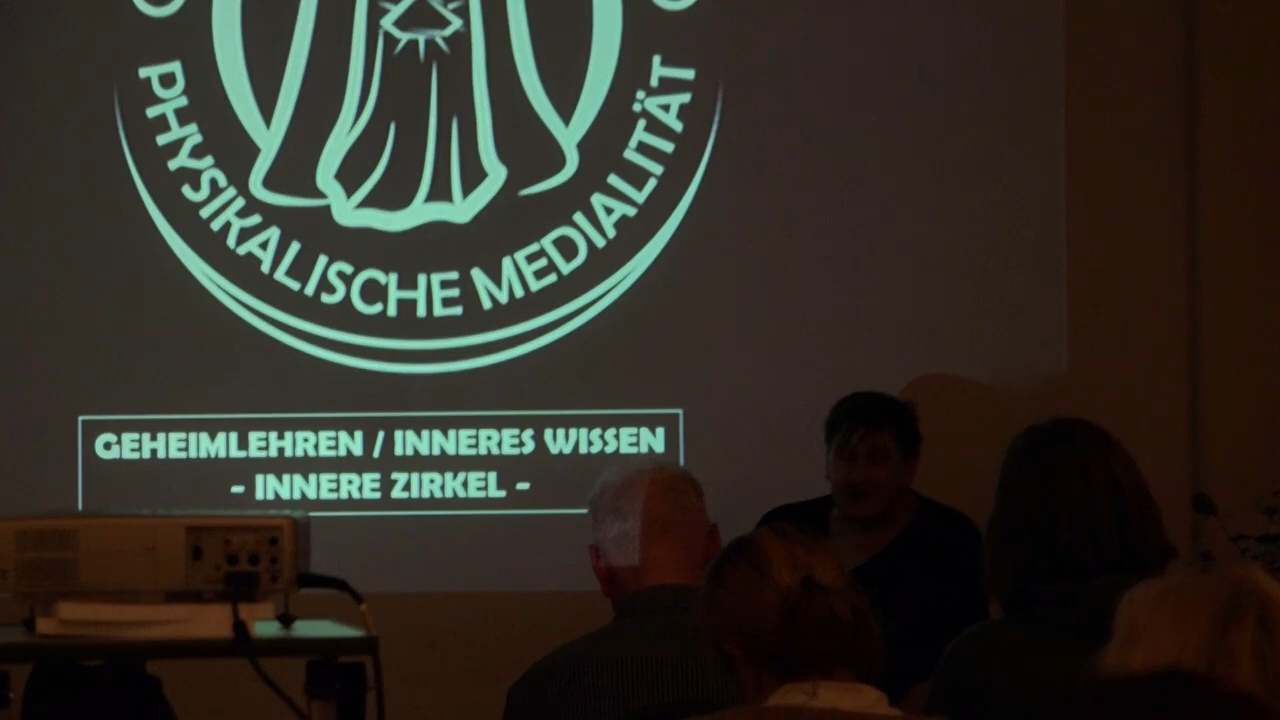 PHYSIKALISCHE MEDIALITÄT
GEHEIMLEHREN / INNERES WISSEN
- INNERE ZIRKEL -